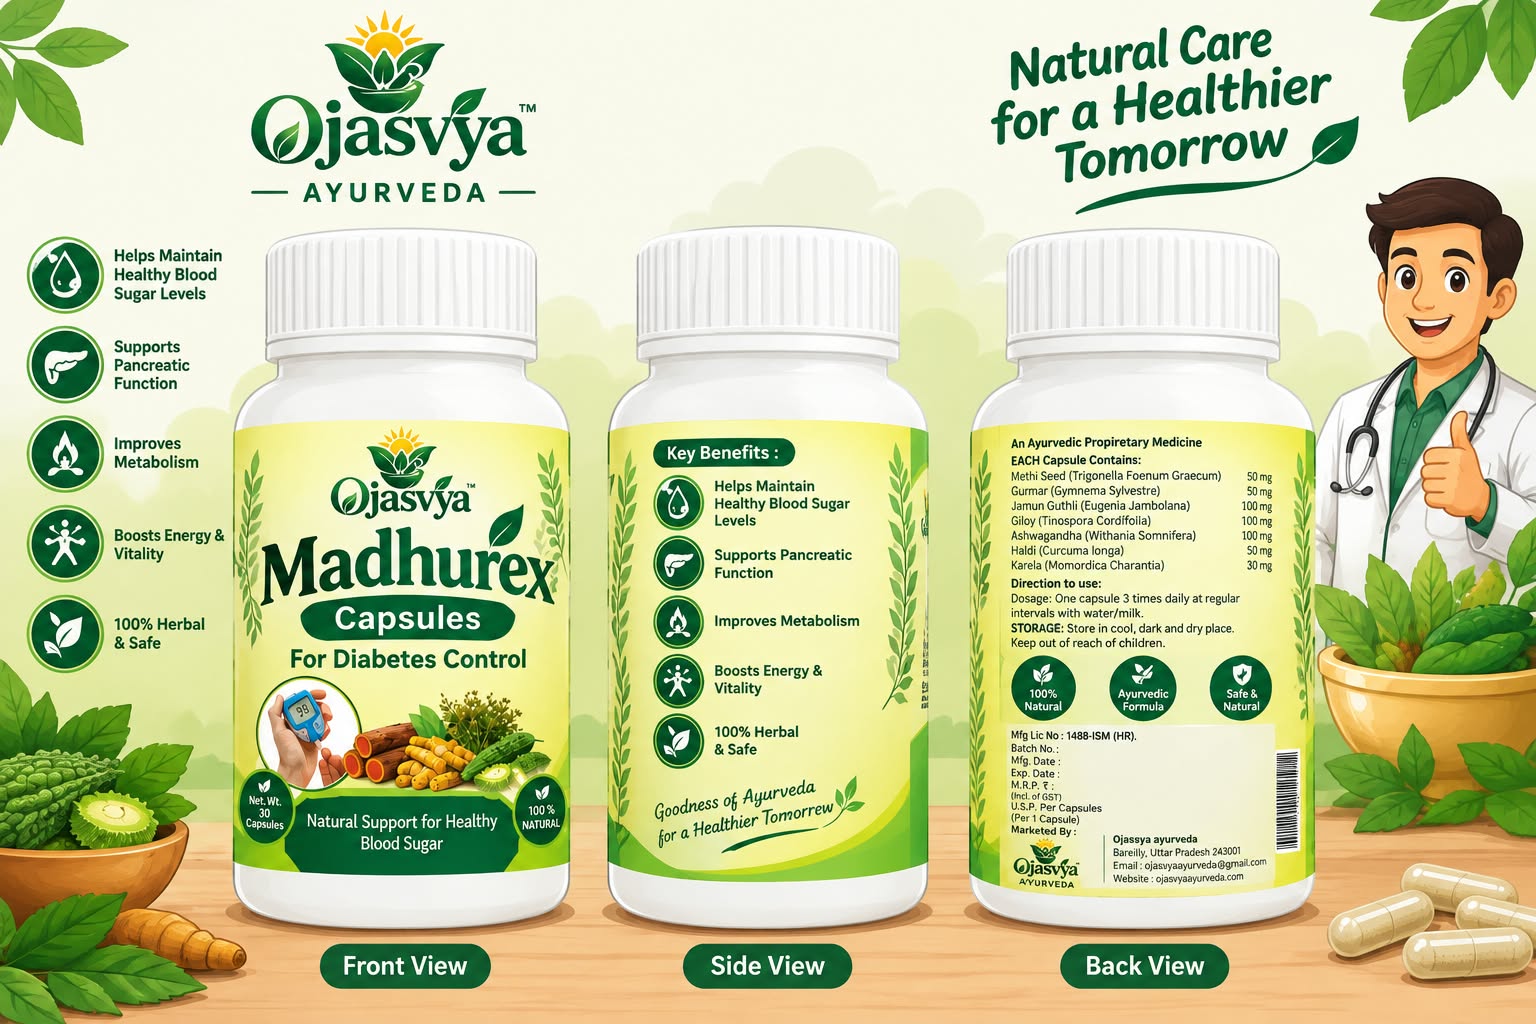 Ojasvya™
AYURVEDA
Natural Care
for a Healthier
Tomorrow
Helps Maintain
Healthy Blood
Sugar Levels
Supports
Pancreatic
Function
Improves
Metabolism
Boosts Energy &
Vitality
100% Herbal
& Safe
Ojasvya™
Madhurex
Capsules
For Diabetes Control
98
Net. Wt.
30
Capsules
Natural Support for Healthy
Blood Sugar
100 %
NATURAL
Front View
Key Benefits :
Helps Maintain
Healthy Blood Sugar
Levels
Supports Pancreatic
Function
Improves Metabolism
Boosts Energy &
Vitality
100% Herbal
& Safe
Goodness of Ayurveda
for a Healthier Tomorrow
Side View
An Ayurvedic Propiretary Medicine
EACH Capsule Contains:
Methi Seed (Trigonella Foenum Graecum) 50 mg
Gurmar (Gymnema Sylvestre) 50 mg
Jamun Guthli (Eugenia Jambolana) 100 mg
Giloy (Tinospora Cordiffoila) 100 mg
Ashwagandha (Withania Somnifera) 100 mg
Haldi (Curcuma longa) 50 mg
Karela (Momordica Charantia) 30 mg
Direction to use:
Dosage: One capsule 3 times daily at regular
intervals with water/milk.
STORAGE: Store in cool, dark and dry place.
Keep out of reach of children.
100%
Natural
Ayurvedic
Formula
Safe &
Natural
Mfg Lic No : 1488-ISM (HR).
Batch No. :
Mfg. Date :
Exp. Date :
M.R.P. ₹ :
(Incl. of GST)
U.S.P. Per Capsules
(Per 1 Capsule)
Marketed By :
Ojasvya
AYURVEDA
Ojassya ayurveda
Bareilly, Uttar Pradesh 243001
Email : ojasvyaayurveda@gmail.com
Website : ojasvyaayurveda.com
Back View